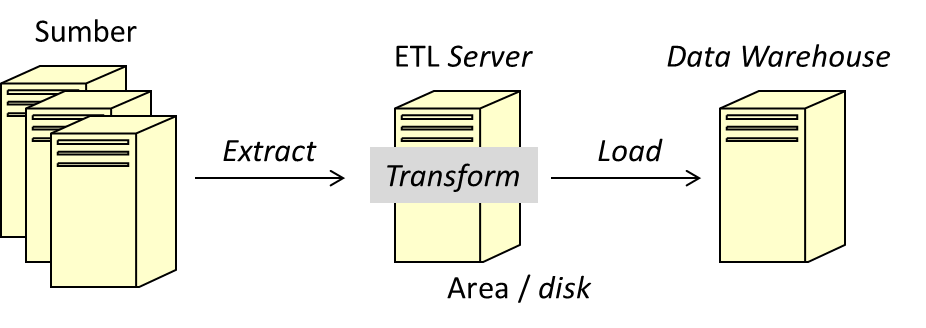 Sumber
ETL Server
Data Warehouse
Extract
Transform
Load
Area / disk